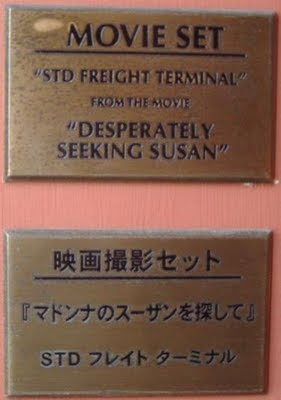 MOVIE SET
"STD FREIGHT TERMINAL"
FROM THE MOVIE
"DESPERATELY
SEEKING SUSAN"
映画撮影セット
『マドンナのスーザンを探して』
STD フレイト ターミナル